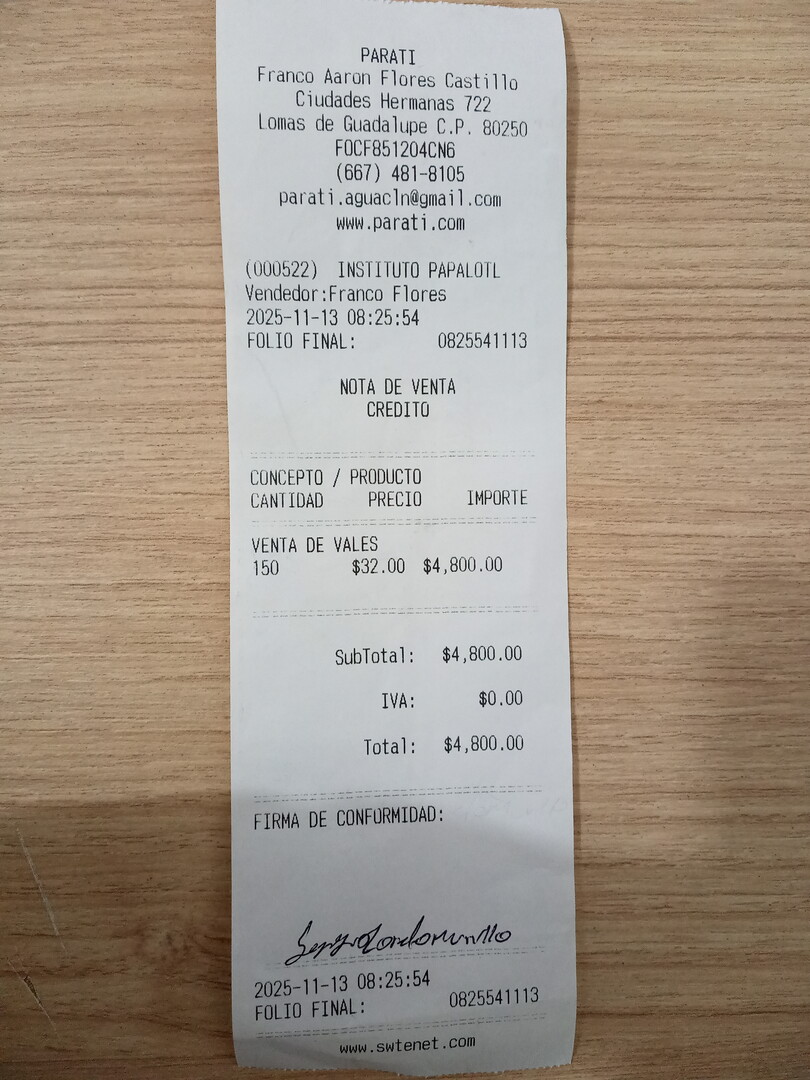 PARATI
Franco Aaron Flores Castillo
Ciudades Hermanas 722
Lomas de Guadalupe C.P. 80250
FOCF851204CN6
(667) 481-8105
parati.aguacln@gmail.com
www.parati.com
(000522) INSTITUTO PAPALOTL
Vendedor:Franco Flores
2025-11-13 08:25:54
FOLIO FINAL: 0825541113
NOTA DE VENTA
CREDITO
CONCEPTO / PRODUCTO
CANTIDAD PRECIO IMPORTE
VENTA DE VALES
150 $32.00 $4,800.00
SubTotal: $4,800.00
IVA: $0.00
Total: $4,800.00
FIRMA DE CONFORMIDAD:
2025-11-13 08:25:54
FOLIO FINAL: 0825541113
www.swtenet.com